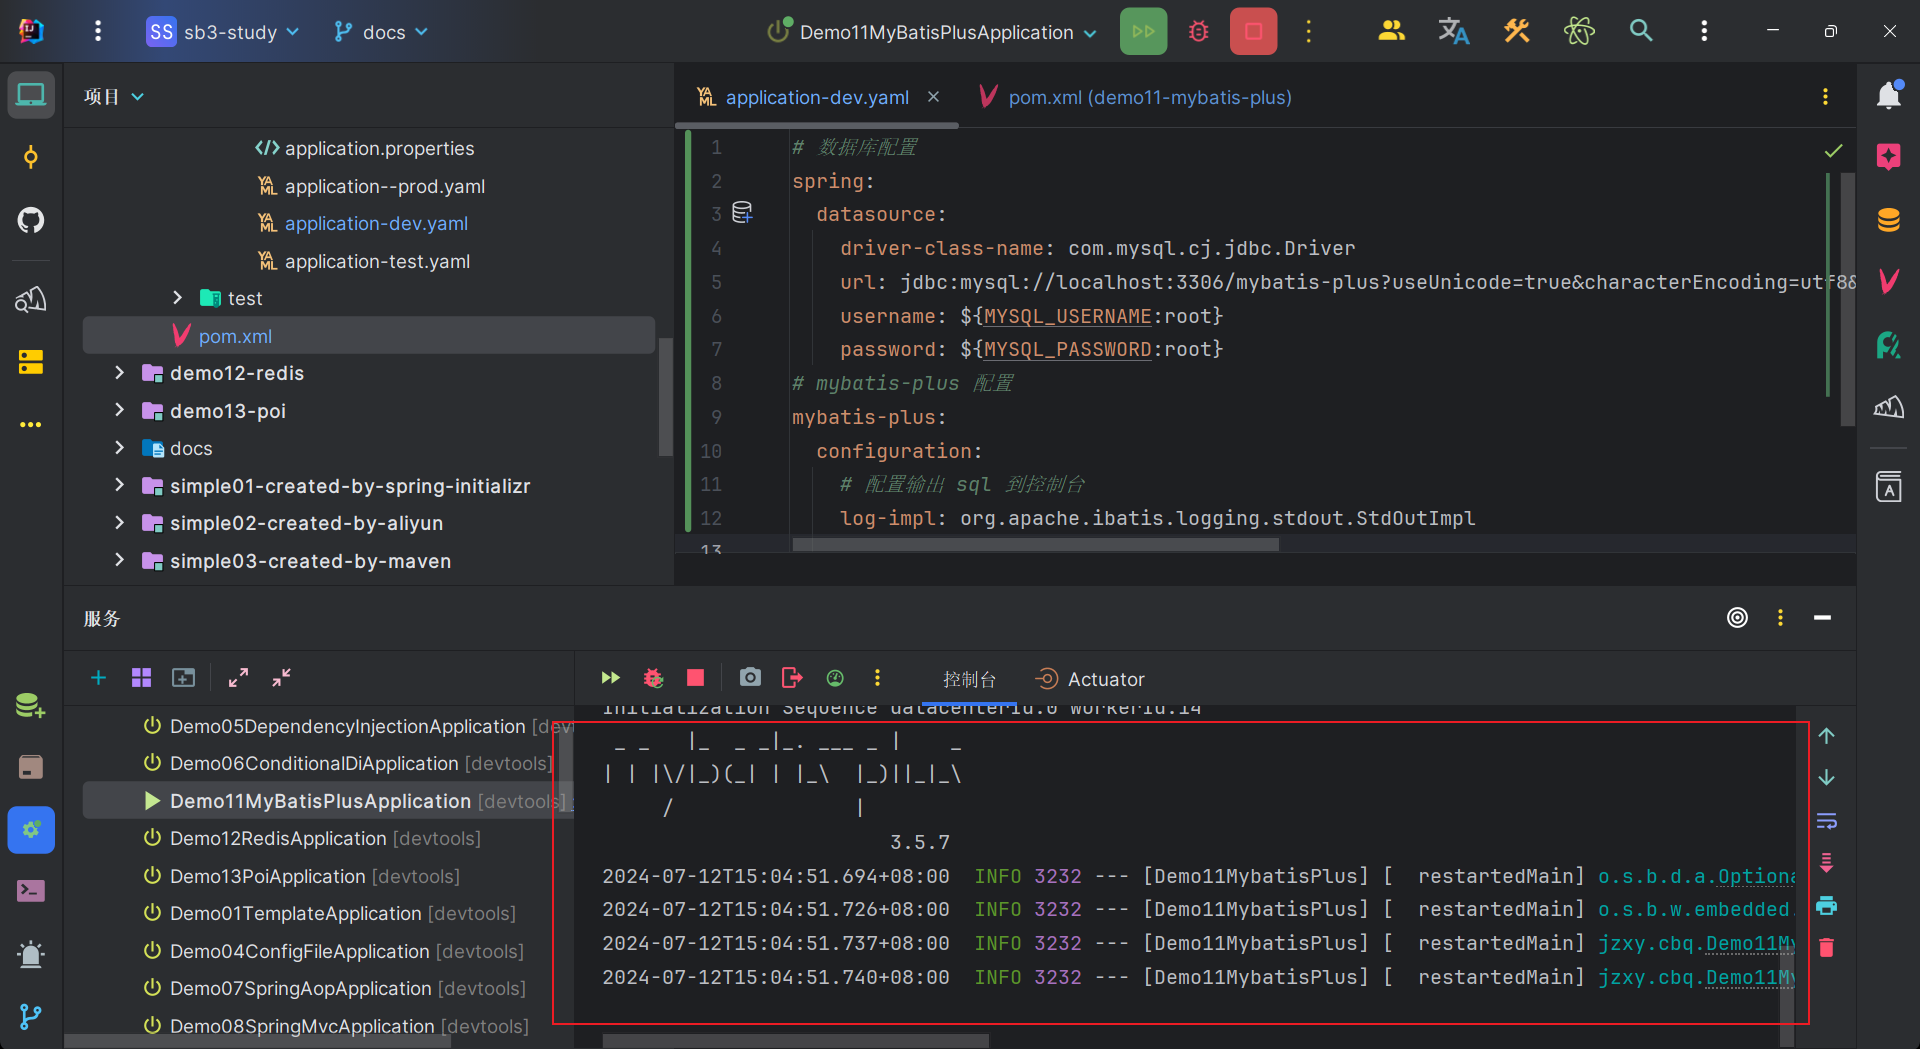 SS sb3-study docs Demo11MyBatisPlusApplication
项目
application.properties
application--prod.yaml
application-dev.yaml
application-test.yaml
test
pom.xml
demo12-redis
demo13-poi
docs
simple01-created-by-spring-initializr
simple02-created-by-aliyun
simple03-created-by-maven
application-dev.yaml pom.xml (demo11-mybatis-plus)
1 # 数据库配置
2 spring:
3 datasource:
4 driver-class-name: com.mysql.cj.jdbc.Driver
5 url: jdbc:mysql://localhost:3306/mybatis-plus?useUnicode=true&characterEncoding=utf8&
6 username: ${MYSQL_USERNAME:root}
7 password: ${MYSQL_PASSWORD:root}
8 # mybatis-plus 配置
9 mybatis-plus:
10 configuration:
11 # 配置输出 sql 到控制台
12 log-impl: org.apache.ibatis.logging.stdout.StdOutImpl
13
服务
控制台 Actuator
Demo05DependencyInjectionApplication [devt
Demo06ConditionalDiApplication [devtools]
Demo11MyBatisPlusApplication [devtools]
Demo12RedisApplication [devtools]
Demo13PoiApplication [devtools]
Demo01TemplateApplication [devtools]
Demo04ConfigFileApplication [devtools]
Demo07SpringAopApplication [devtools]
Demo08SpringMvcApplication [devtools]
Initialization Sequence datacenterId:0 workerId:14
 _ _   |_  _ _|_. ___ _ |    _
| | |\/|_)(_| | |_\  |_)||_|_\
     /               |
3.5.7
2024-07-12T15:04:51.694+08:00  INFO 3232 --- [Demo11MybatisPlus] [  restartedMain] o.s.b.d.a.Optiona
2024-07-12T15:04:51.726+08:00  INFO 3232 --- [Demo11MybatisPlus] [  restartedMain] o.s.b.w.embedded.
2024-07-12T15:04:51.737+08:00  INFO 3232 --- [Demo11MybatisPlus] [  restartedMain] jzxy.cbq.Demo11My
2024-07-12T15:04:51.740+08:00  INFO 3232 --- [Demo11MybatisPlus] [  restartedMain] jzxy.cbq.Demo11My